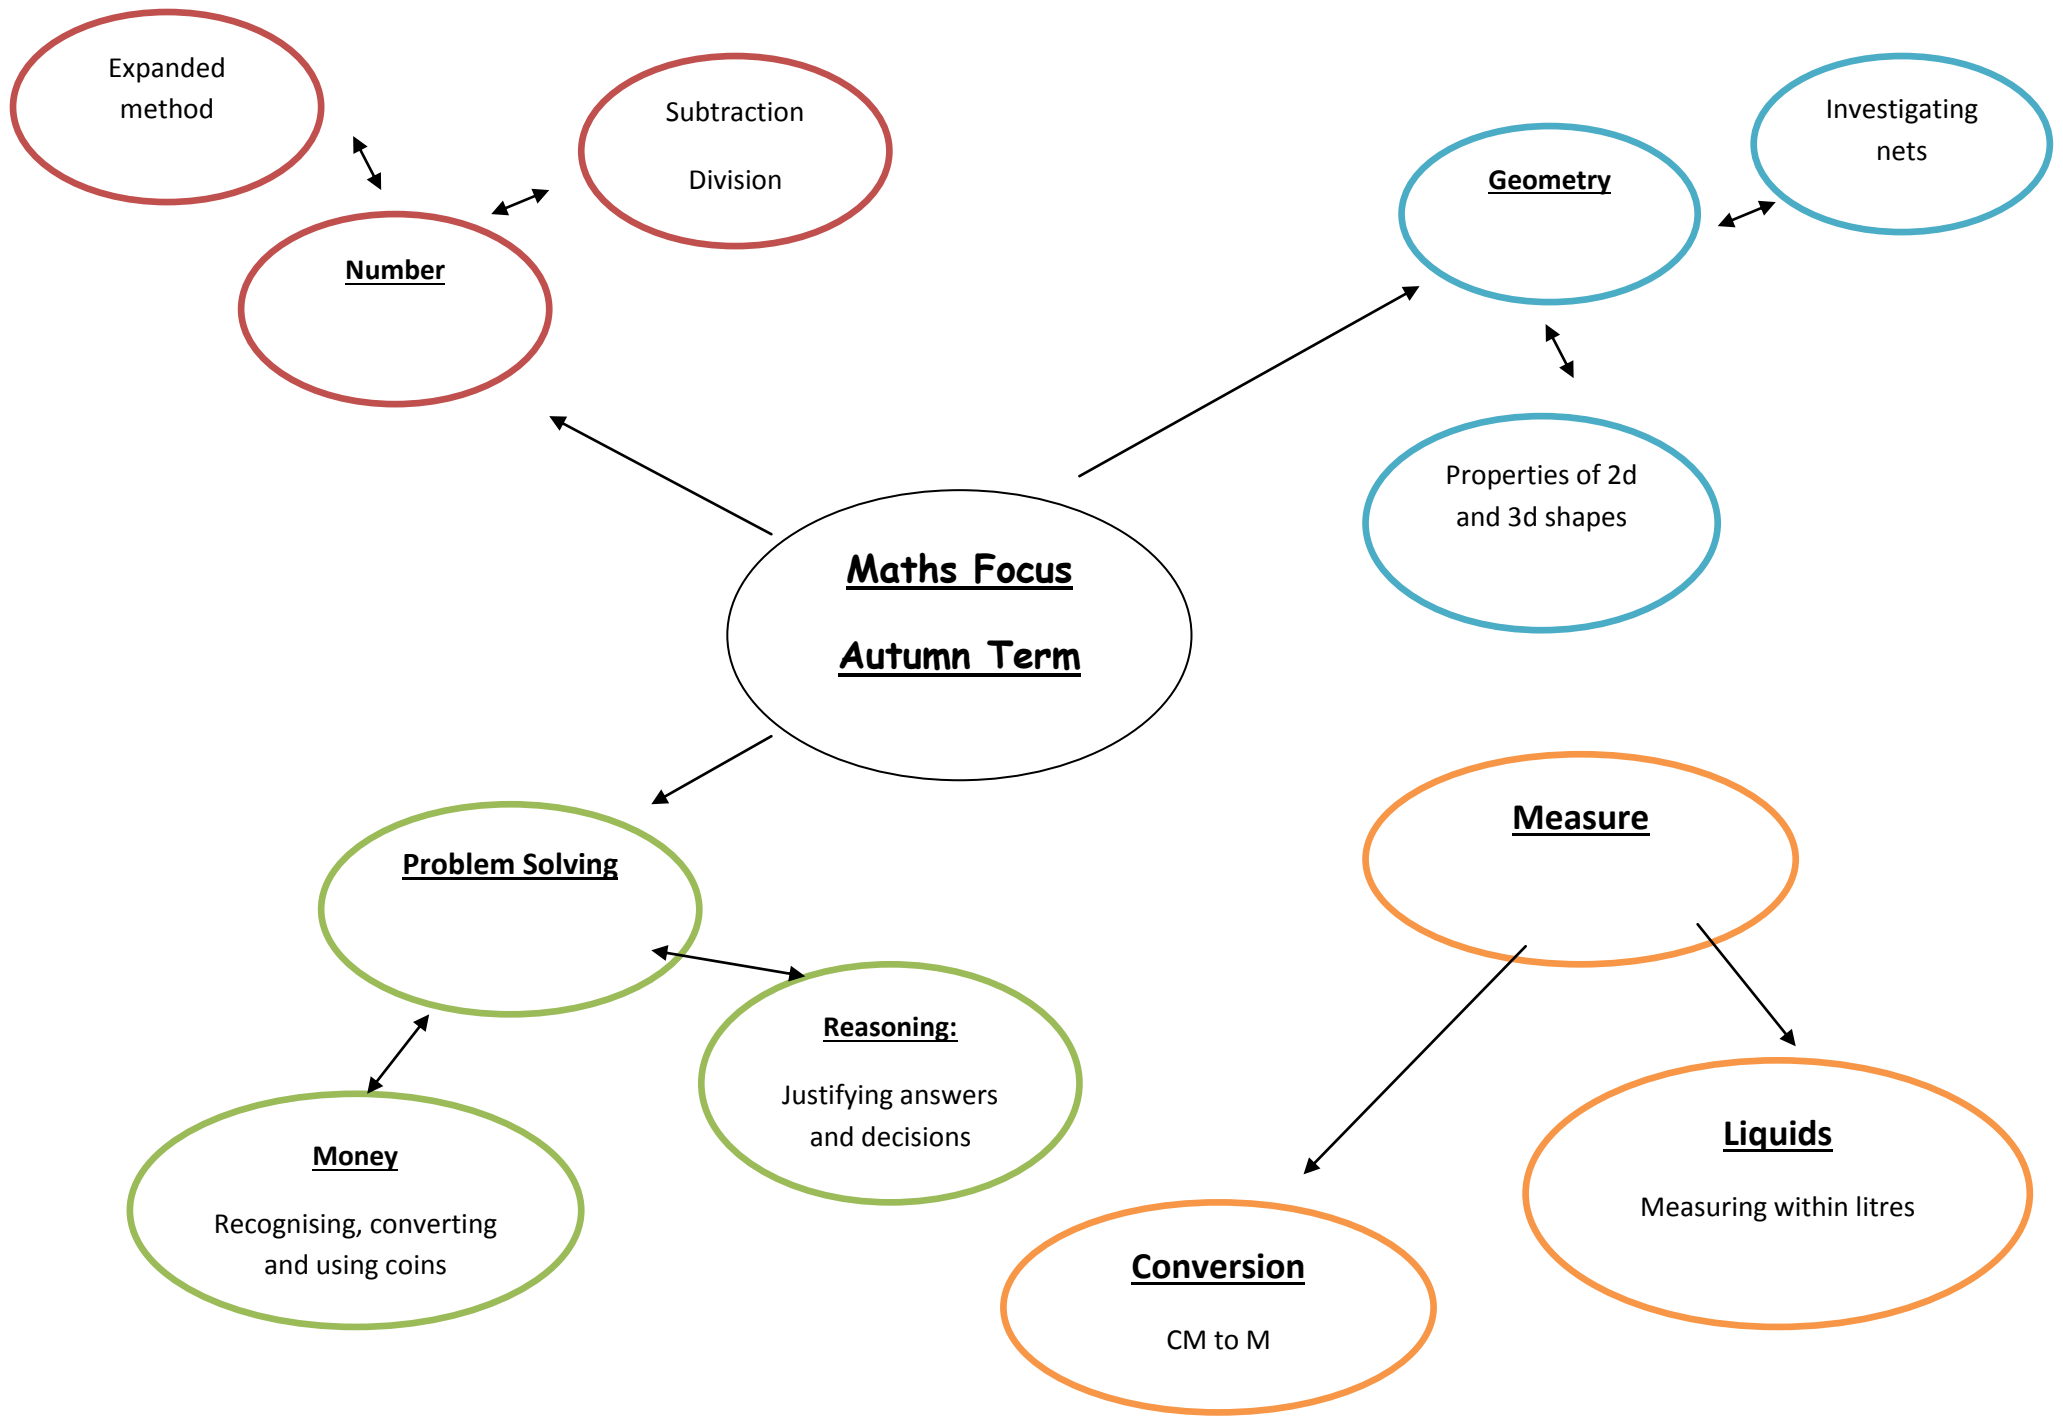 Expanded
method
Subtraction
Division
Number
Geometry
Investigating
nets
Properties of 2d
and 3d shapes
Maths Focus
Autumn Term
Problem Solving
Reasoning:
Justifying answers
and decisions
Money
Recognising, converting
and using coins
Measure
Liquids
Measuring within litres
Conversion
CM to M